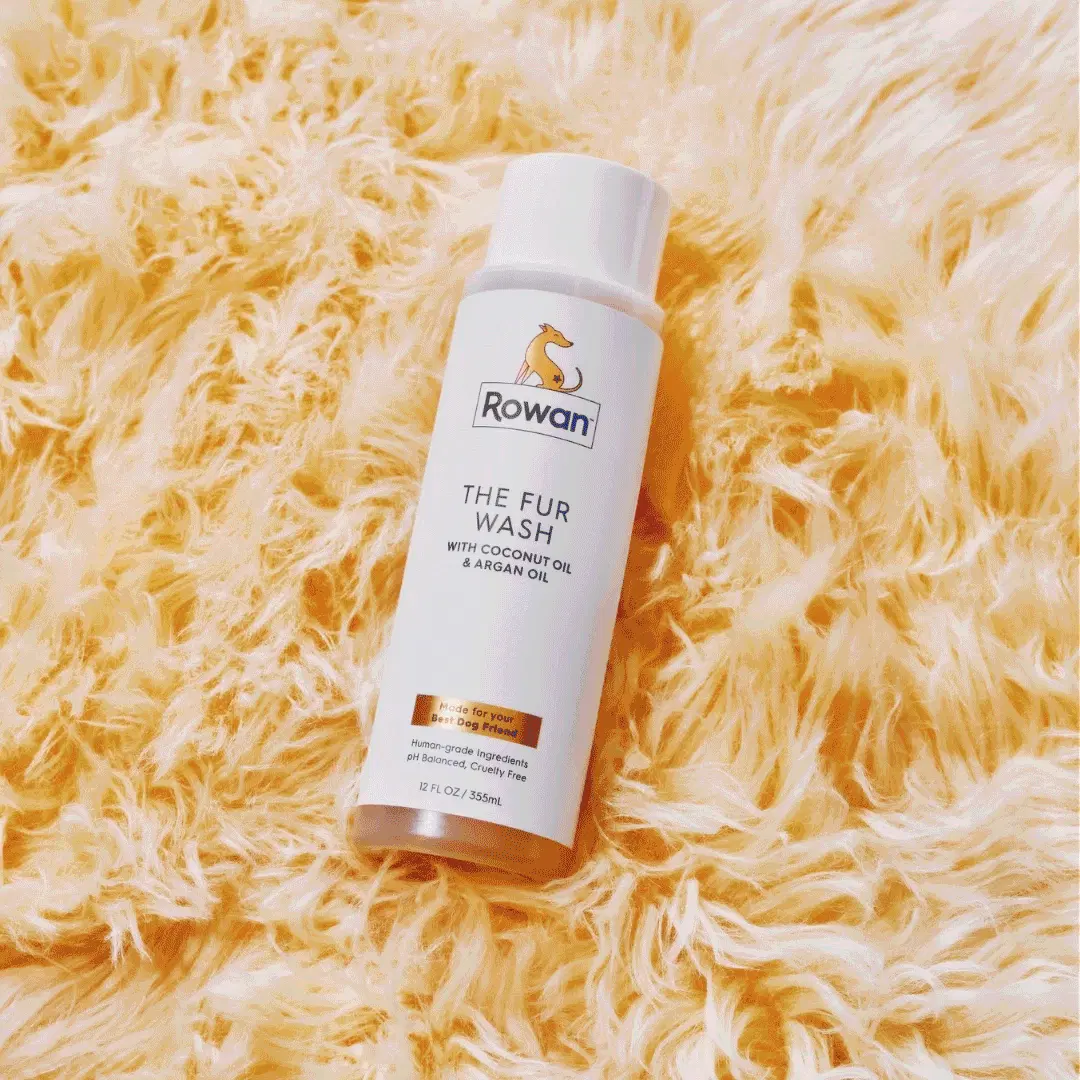 Rowan™
THE FUR
WASH
WITH COCONUT OIL
& ARGAN OIL
Made for your
Best Dog Friend
Human-grade ingredients
pH Balanced, Cruelty Free
12 FL OZ / 355mL